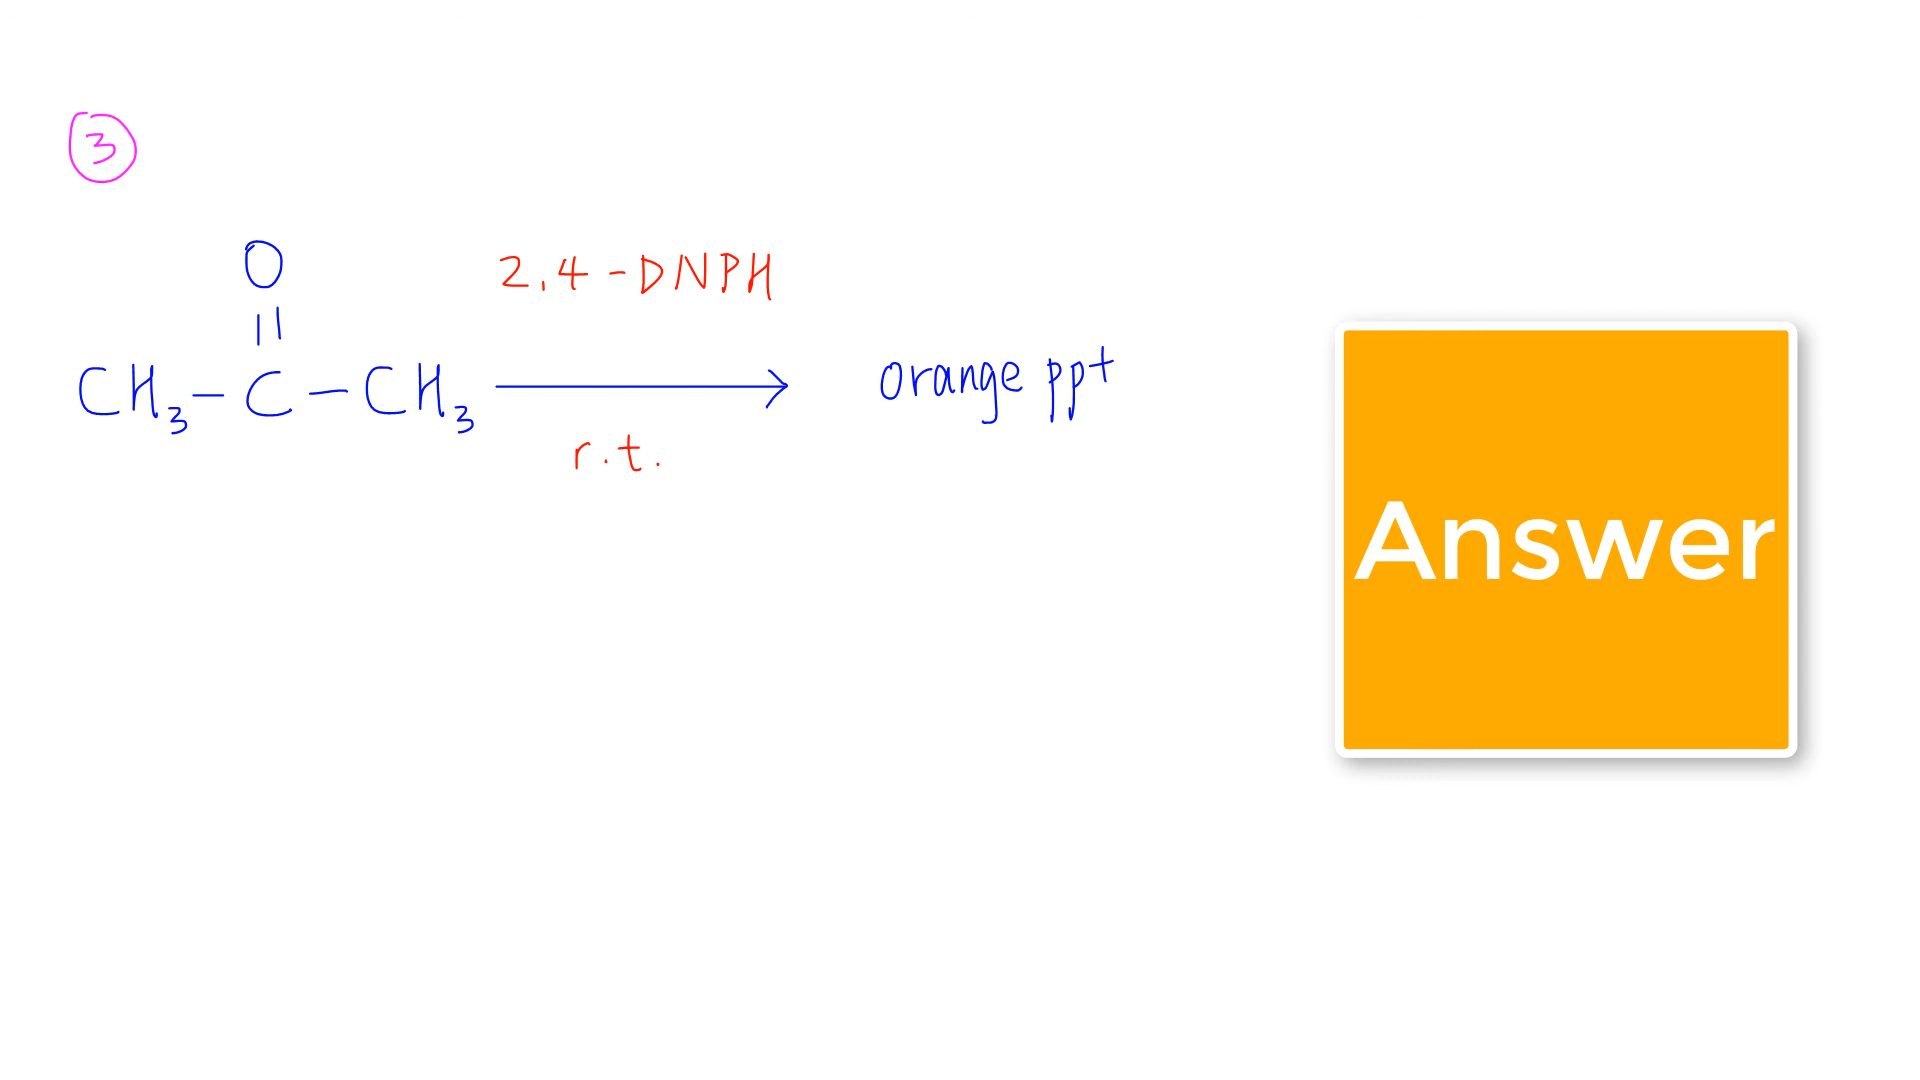 3
O
||
CH₃–C–CH₃
2.4-DNPH
r.t.
orange ppt
Answer